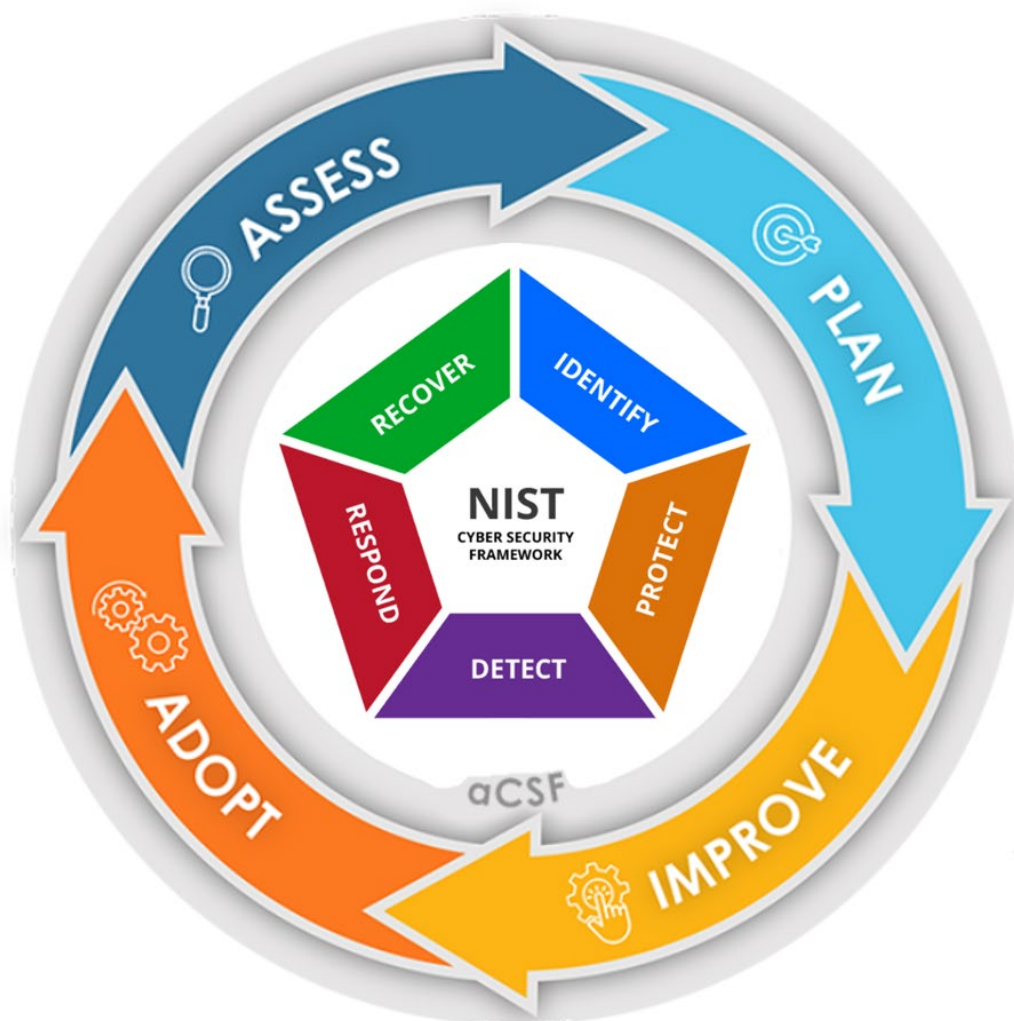 ASSESS
PLAN
IMPROVE
ADOPT
IDENTIFY
PROTECT
DETECT
RESPOND
RECOVER
NIST
CYBER SECURITY
FRAMEWORK
aCSF